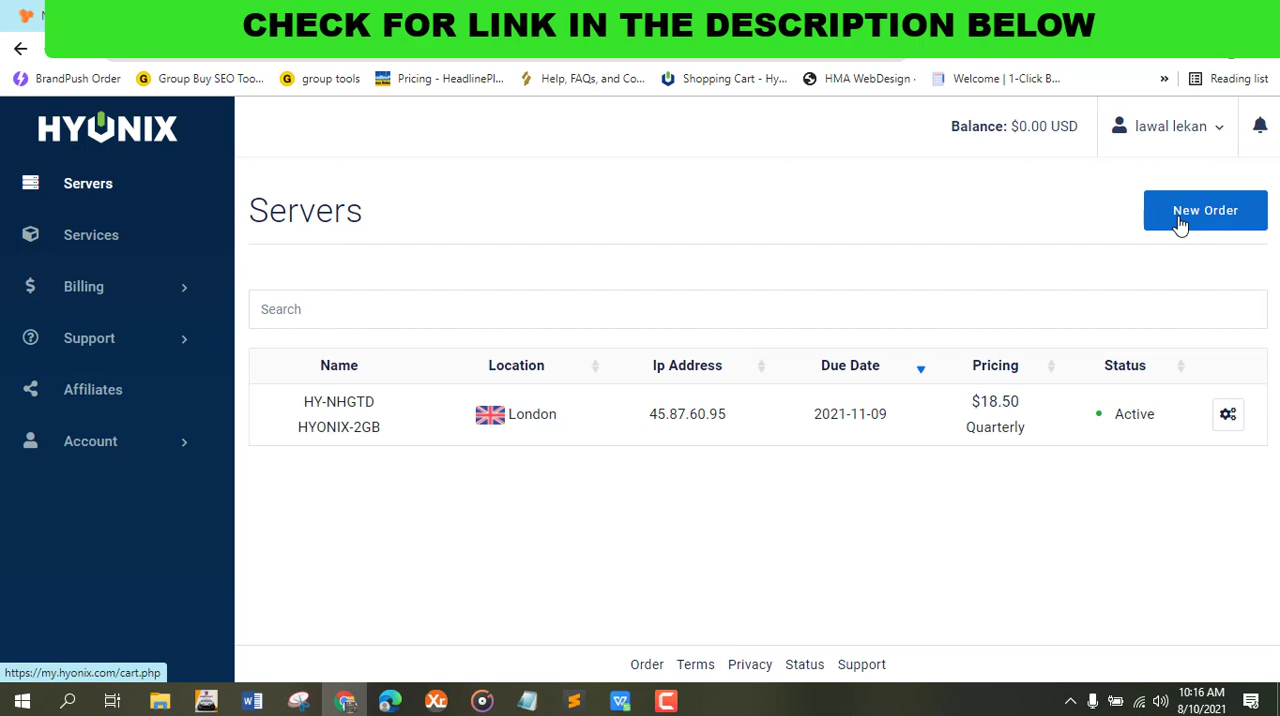 CHECK FOR LINK IN THE DESCRIPTION BELOW
BrandPush Order
Group Buy SEO Too...
group tools
Pricing - HeadlinePl...
Help, FAQs, and Co...
Shopping Cart - Hy...
HMA WebDesign -
Welcome | 1-Click B...
»
Reading list
HYONIX
Balance: $0.00 USD
lawal lekan
Servers
Services
Billing
Support
Affiliates
Account
Servers
New Order
Search
Name Location Ip Address Due Date Pricing Status
HY-NHGTD
HYONIX-2GB
London
45.87.60.95
2021-11-09
$18.50
Quarterly
Active
Order Terms Privacy Status Support
https://my.hyonix.com/cart.php
10:16 AM
8/10/2021